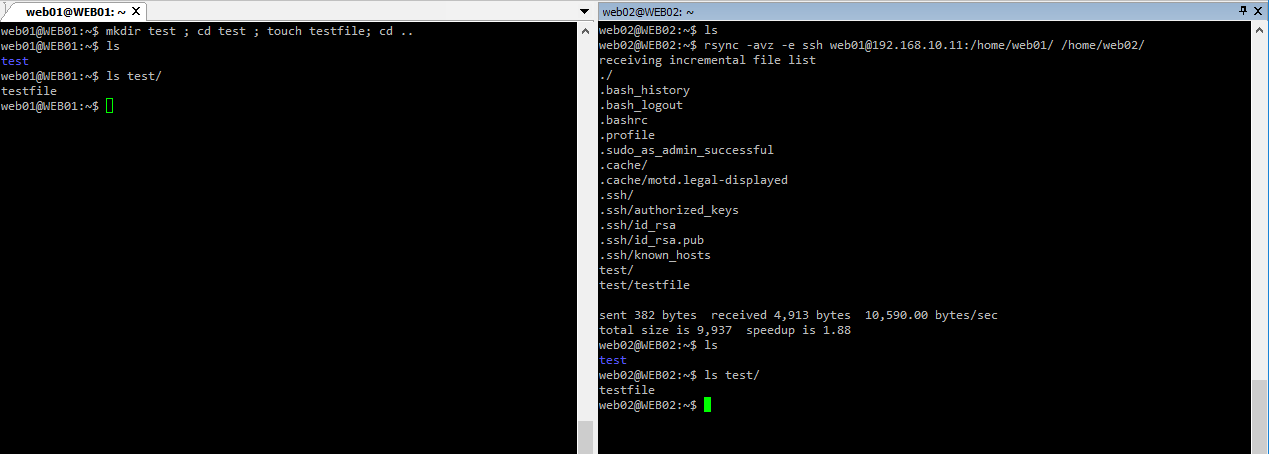 web01@WEB01: ~
web01@WEB01:~$ mkdir test ; cd test ; touch testfile; cd ..
web01@WEB01:~$ ls
test
web01@WEB01:~$ ls test/
testfile
web01@WEB01:~$
web02@WEB02: ~
web02@WEB02:~$ ls
web02@WEB02:~$ rsync -avz -e ssh web01@192.168.10.11:/home/web01/ /home/web02/
receiving incremental file list
./
.bash_history
.bash_logout
.bashrc
.profile
.sudo_as_admin_successful
.cache/
.cache/motd.legal-displayed
.ssh/
.ssh/authorized_keys
.ssh/id_rsa
.ssh/id_rsa.pub
.ssh/known_hosts
test/
test/testfile
sent 382 bytes  received 4,913 bytes  10,590.00 bytes/sec
total size is 9,937  speedup is 1.88
web02@WEB02:~$ ls
test
web02@WEB02:~$ ls test/
testfile
web02@WEB02:~$